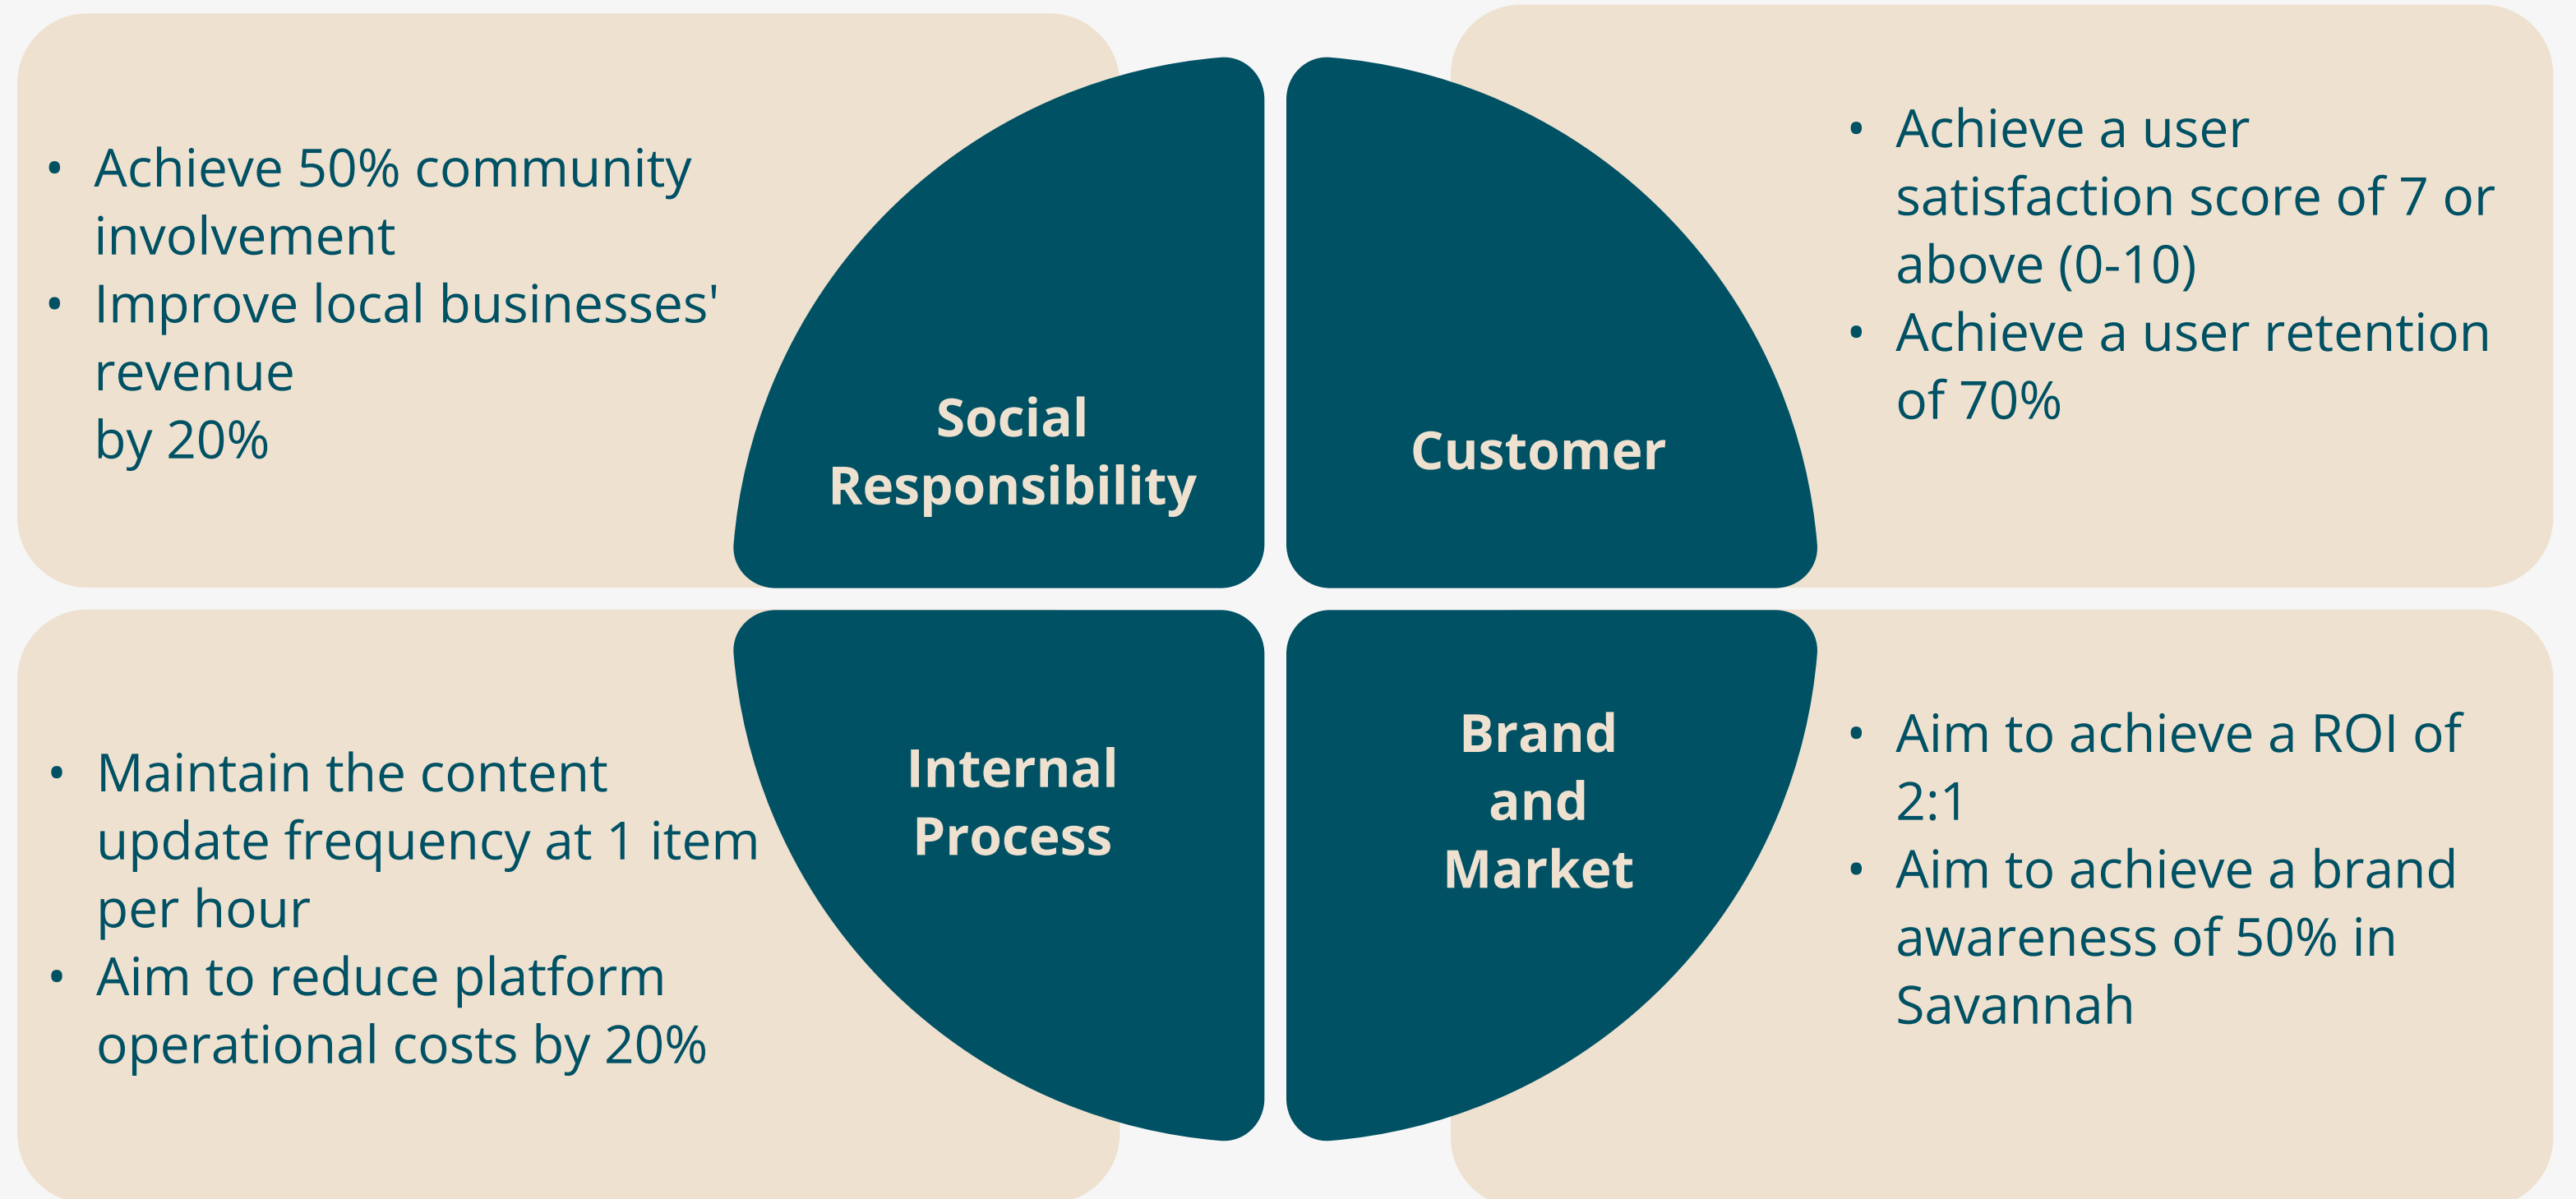 • Achieve 50% community
involvement
• Improve local businesses'
revenue
by 20%
Social
Responsibility
Customer
• Achieve a user
satisfaction score of 7 or
above (0-10)
• Achieve a user retention
of 70%
• Maintain the content
update frequency at 1 item
per hour
• Aim to reduce platform
operational costs by 20%
Internal
Process
Brand
and
Market
• Aim to achieve a ROI of
2:1
• Aim to achieve a brand
awareness of 50% in
Savannah